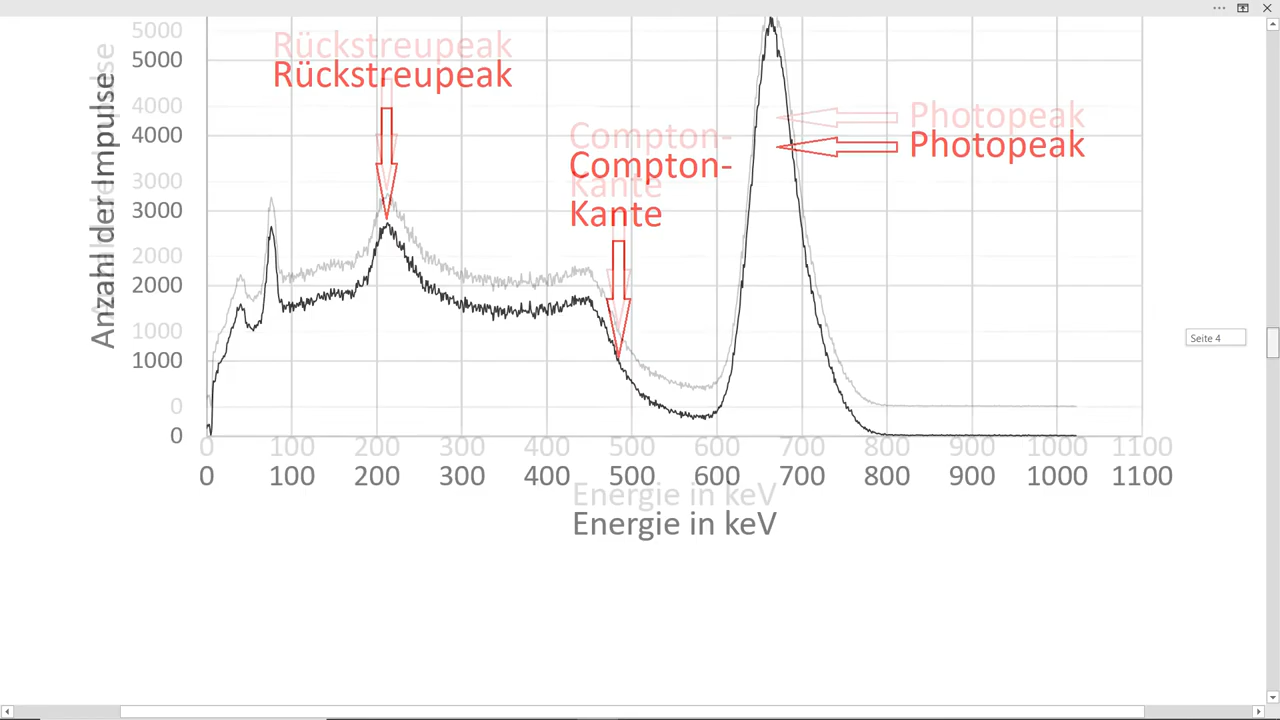 5000
Rückstreupeak
5000
Rückstreupeak
4000
Photopeak
4000
Compton-
Photopeak
Compton-
3000
Kante
3000
Kante
2000
2000
1000
1000
0
0
Anzahl der Impulse
0 100 200 300 400 500 600 700 800 900 1000 1100
0 100 200 300 400 500 600 700 800 900 1000 1100
Energie in keV
Energie in keV
Seite 4